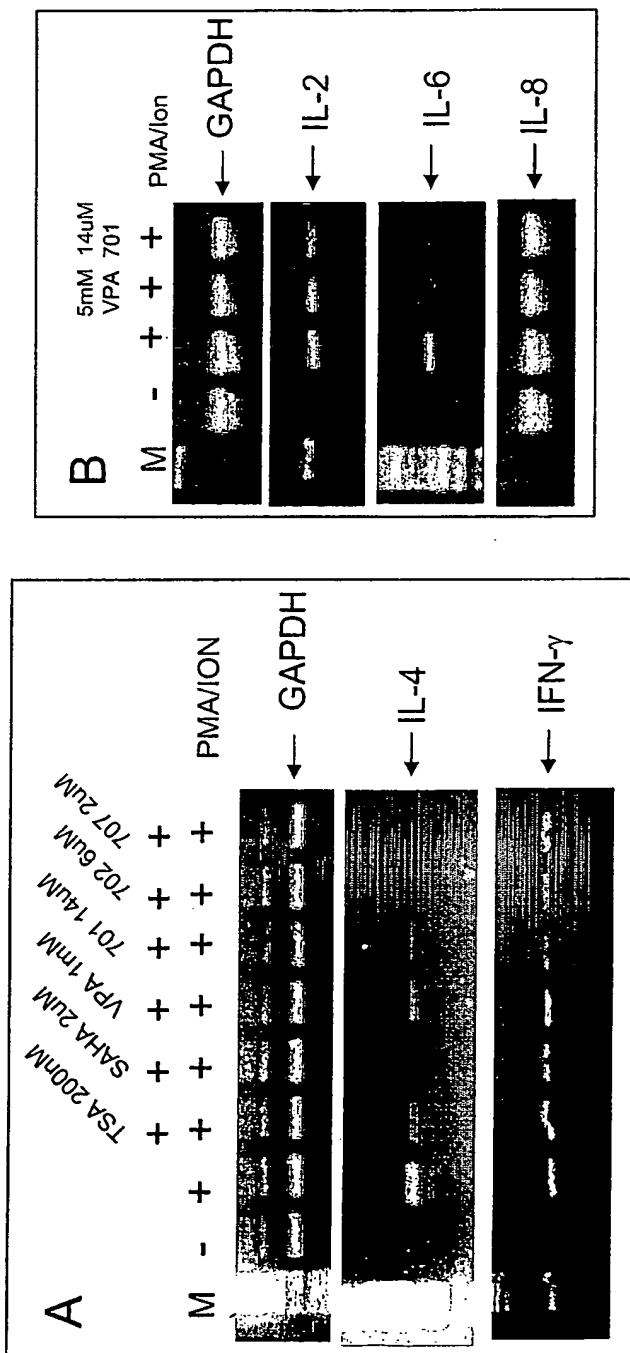 A
TSA 200nM
SAHA 2uM
VPA 1mM
701 14uM
702 6uM
707 2uM
+ + + + + +
M - + + + + + + + PMA/ION
GAPDH
IL-4
IFN-γ
B
5mM 14uM
VPA 701
M - + + + PMA/Ion
GAPDH
IL-2
IL-6
IL-8